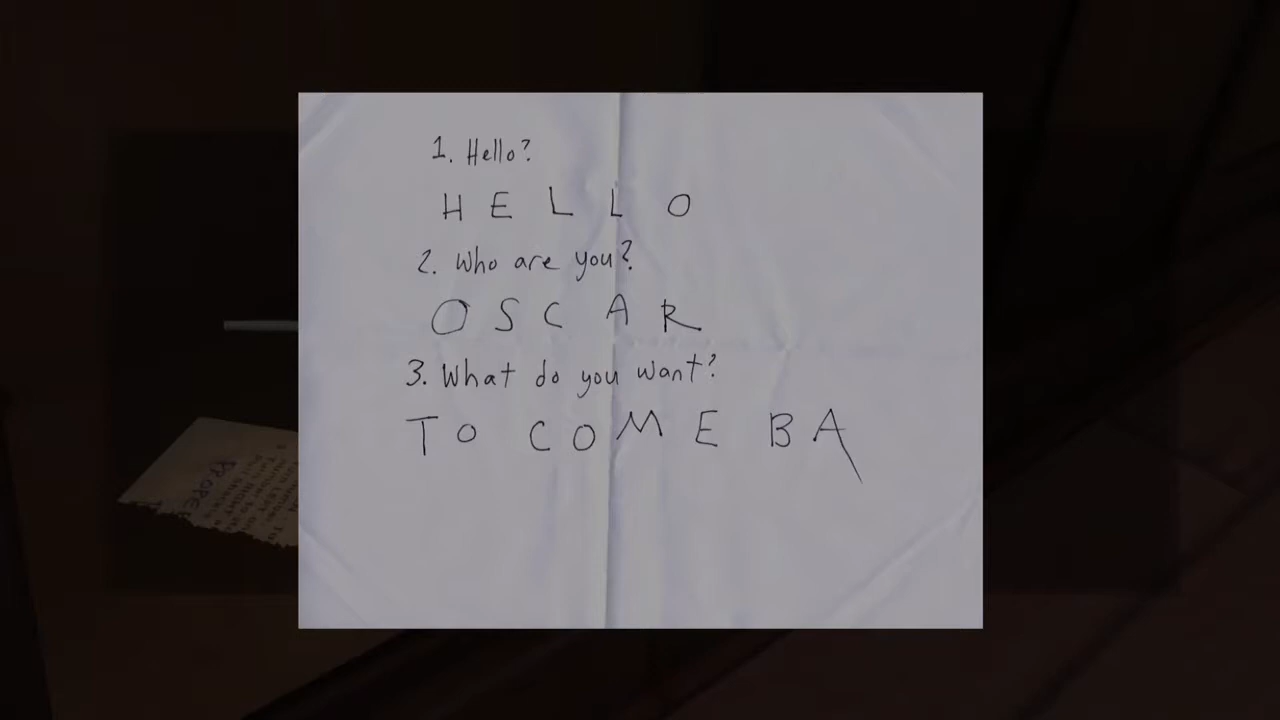 1. Hello?
H E L L O
2. Who are you?
O S C A R
3. What do you want?
T O C O M E B A